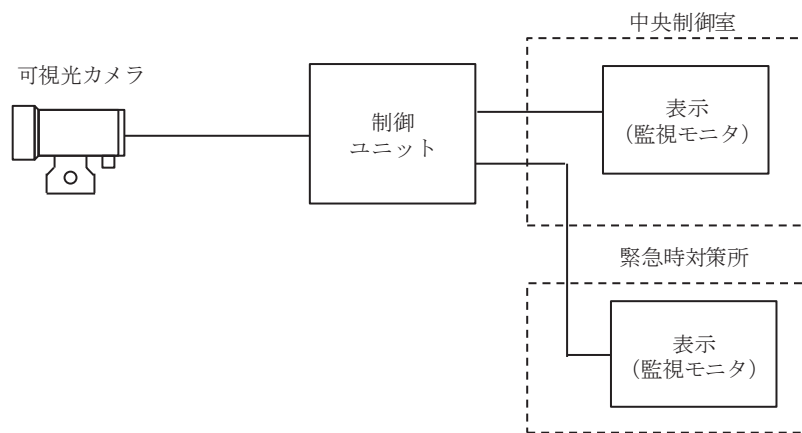 中央制御室
可視光カメラ
制御
ユニット
表示
（監視モニタ）
緊急時対策所
表示
（監視モニタ）